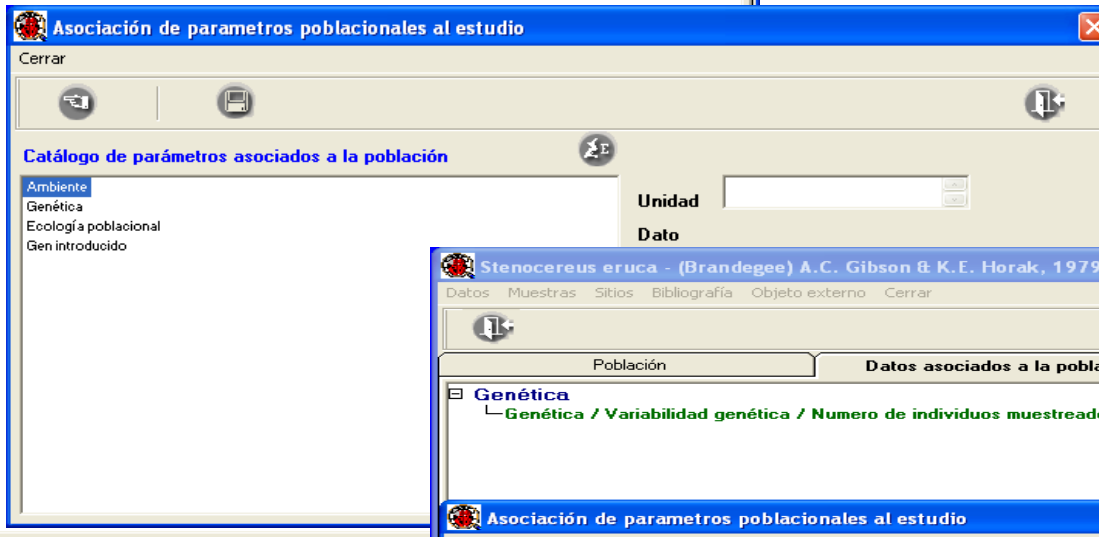 Asociación de parametros poblacionales al estudio
Cerrar
Catálogo de parámetros asociados a la población
Ambiente
Genética
Ecología poblacional
Gen introducido
Unidad
Dato
Stenocereus eruca - (Brandegee) A.C. Gibson & K.E. Horak, 1979
Datos Muestras Sitios Bibliografía Objeto externo Cerrar
Población
Datos asociados a la pobla
Genética
Genética / Variabilidad genética / Numero de individuos muestread
Asociación de parametros poblacionales al estudio